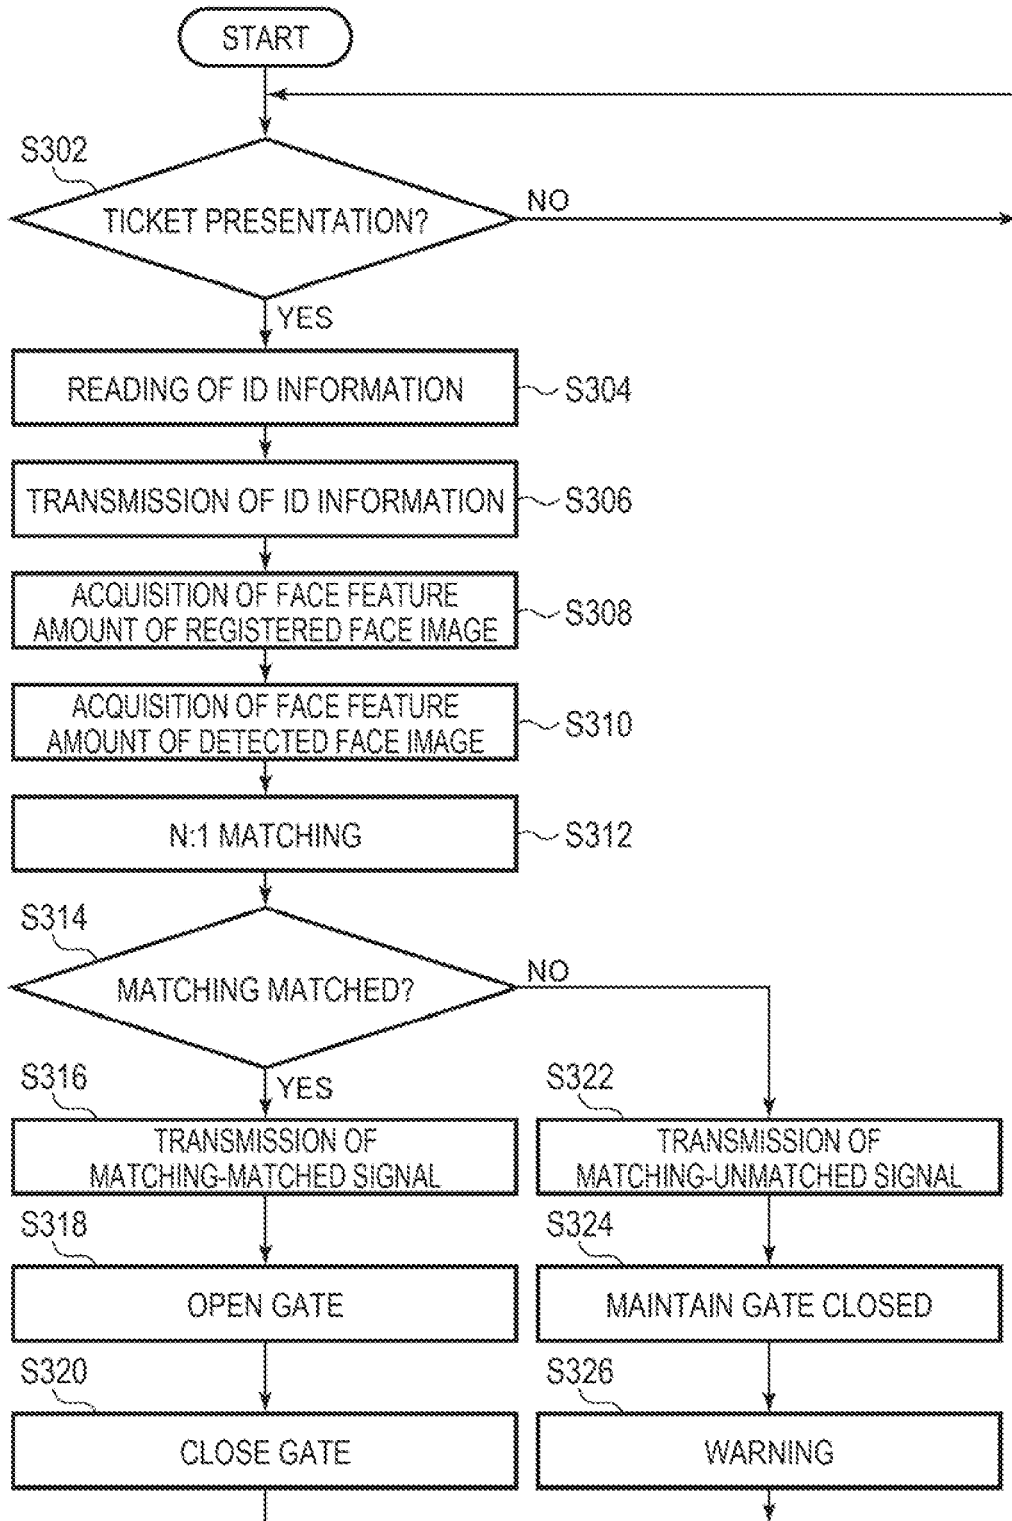 START
S302
TICKET PRESENTATION?
NO
YES
READING OF ID INFORMATION
S304
TRANSMISSION OF ID INFORMATION
S306
ACQUISITION OF FACE FEATURE
AMOUNT OF REGISTERED FACE IMAGE
S308
ACQUISITION OF FACE FEATURE
AMOUNT OF DETECTED FACE IMAGE
S310
N:1 MATCHING
S312
S314
MATCHING MATCHED?
NO
YES
S316
TRANSMISSION OF
MATCHING-MATCHED SIGNAL
S322
TRANSMISSION OF
MATCHING-UNMATCHED SIGNAL
S318
OPEN GATE
S324
MAINTAIN GATE CLOSED
S320
CLOSE GATE
S326
WARNING